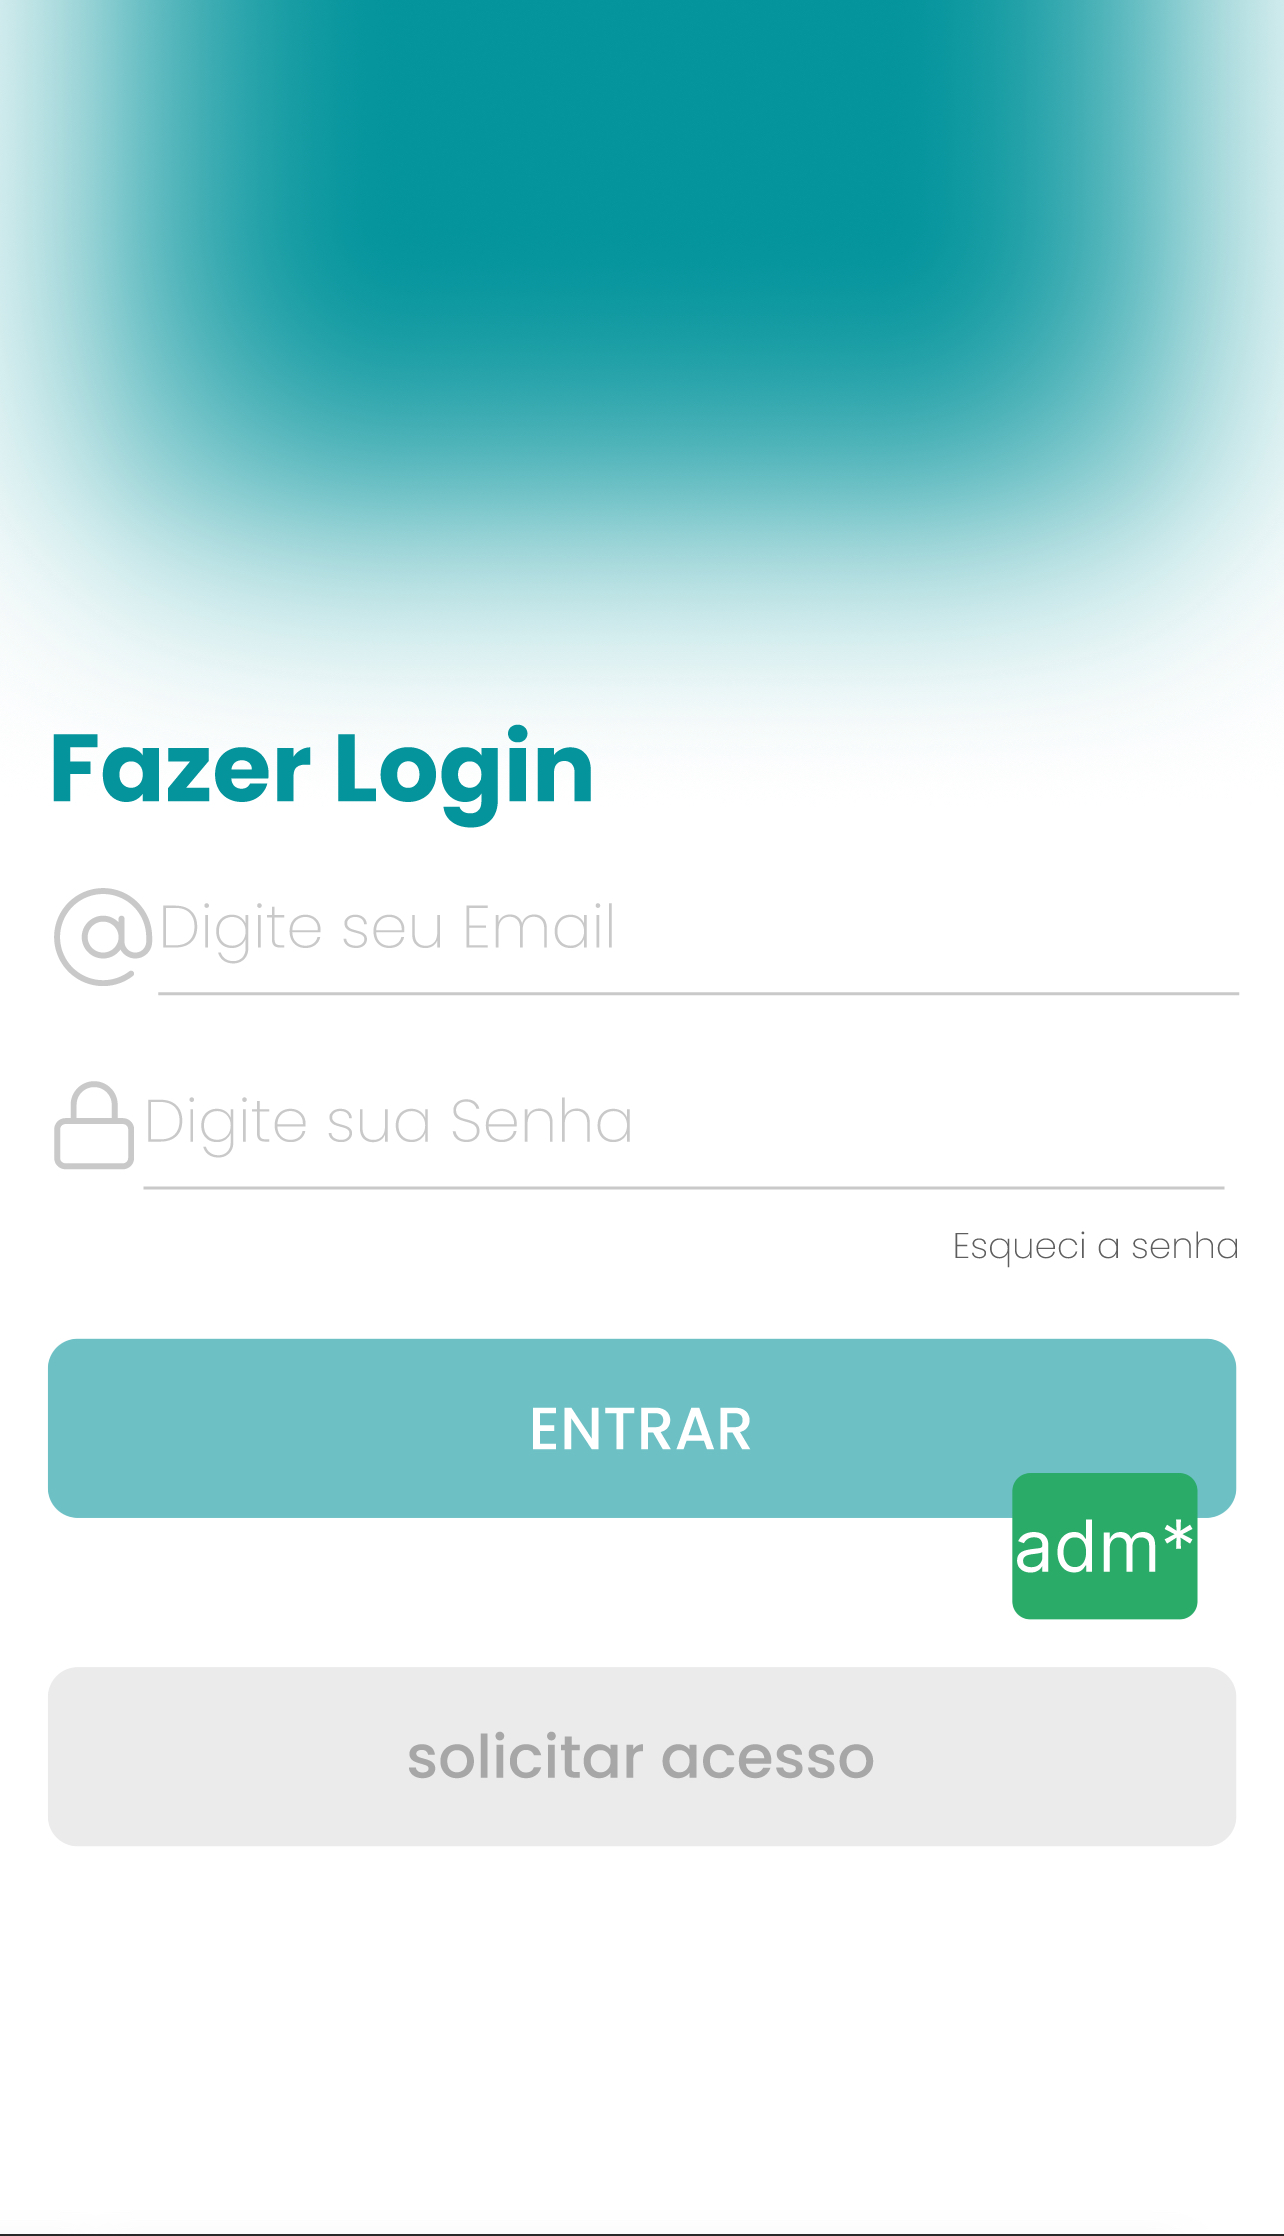 Fazer Login
Digite seu Email
Digite sua Senha
Esqueci a senha
ENTRAR
adm*
solicitar acesso